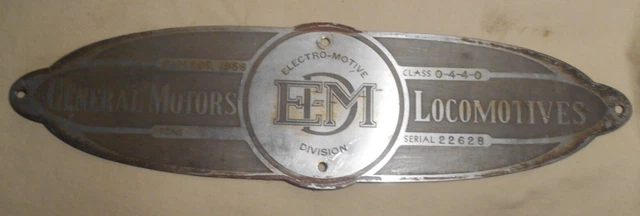 GENERAL MOTORS
ELECTRO-MOTIVE
EMD
DIVISION
CLASS 0-4-4-0
LOCOMOTIVES
SERIAL 22628